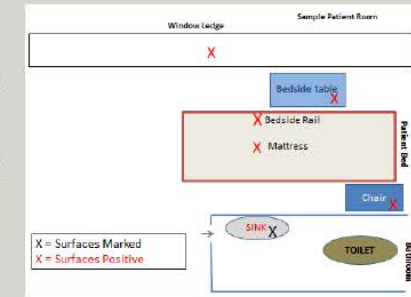 Sample Patient Room
Window Ledge
X
Bedside table
X
X Bedside Rail
X Mattress
Patient Bed
Chair
X
SINK X
TOILET
Bathroom
X = Surfaces Marked
X = Surfaces Positive